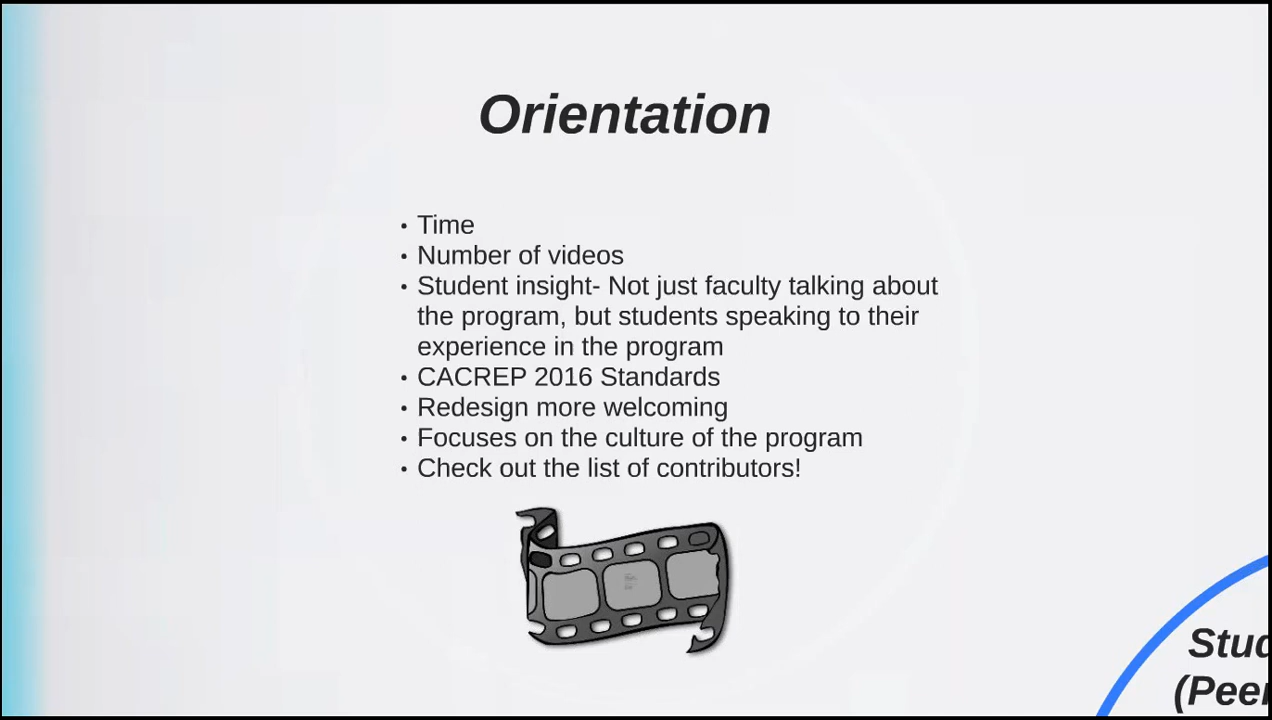 Orientation
• Time
• Number of videos
• Student insight- Not just faculty talking about
the program, but students speaking to their
experience in the program
• CACREP 2016 Standards
• Redesign more welcoming
• Focuses on the culture of the program
• Check out the list of contributors!